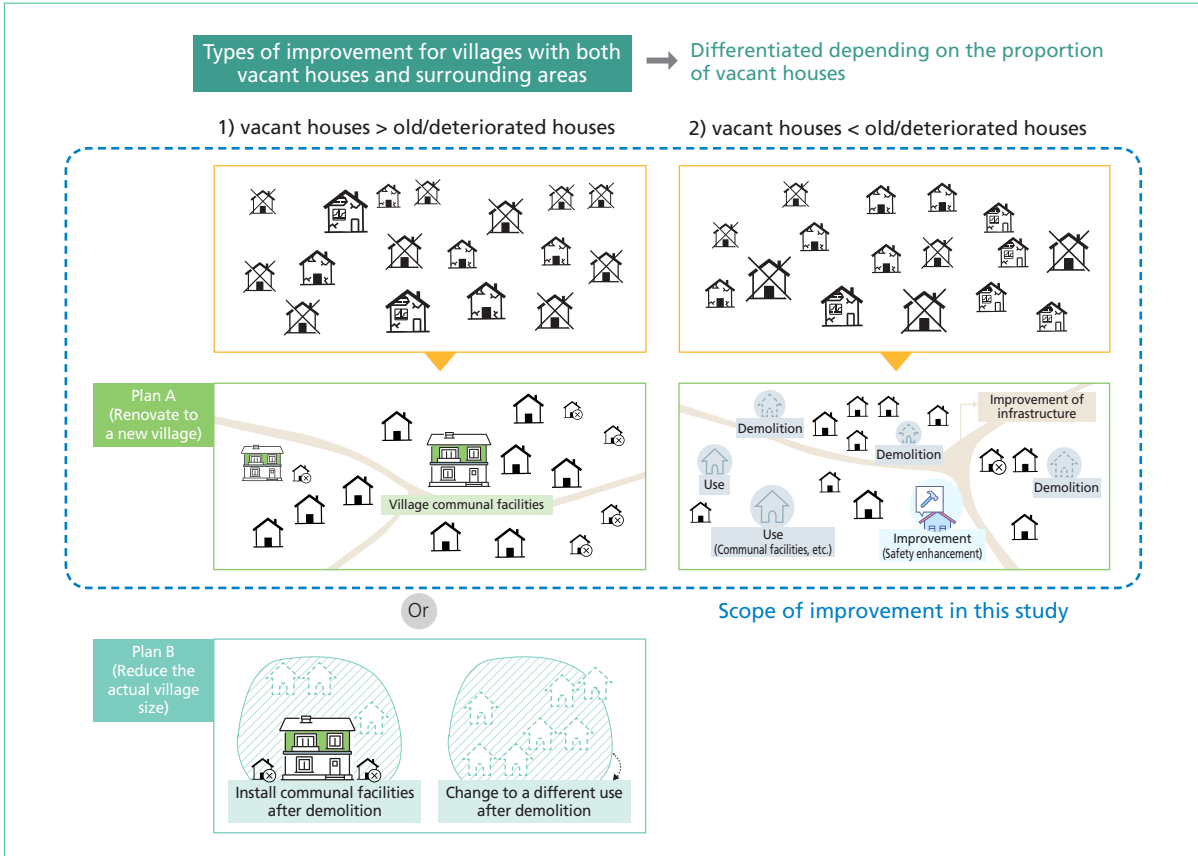 Types of improvement for villages with both
vacant houses and surrounding areas
Differentiated depending on the proportion
of vacant houses
1) vacant houses > old/deteriorated houses
2) vacant houses < old/deteriorated houses
Plan A
(Renovate to
a new village)
Village communal facilities
Demolition
Improvement of
infrastructure
Demolition
Use
Demolition
Use
(Communal facilities, etc.)
Improvement
(Safety enhancement)
Or
Scope of improvement in this study
Plan B
(Reduce the
actual village
size)
Install communal facilities
after demolition
Change to a different use
after demolition